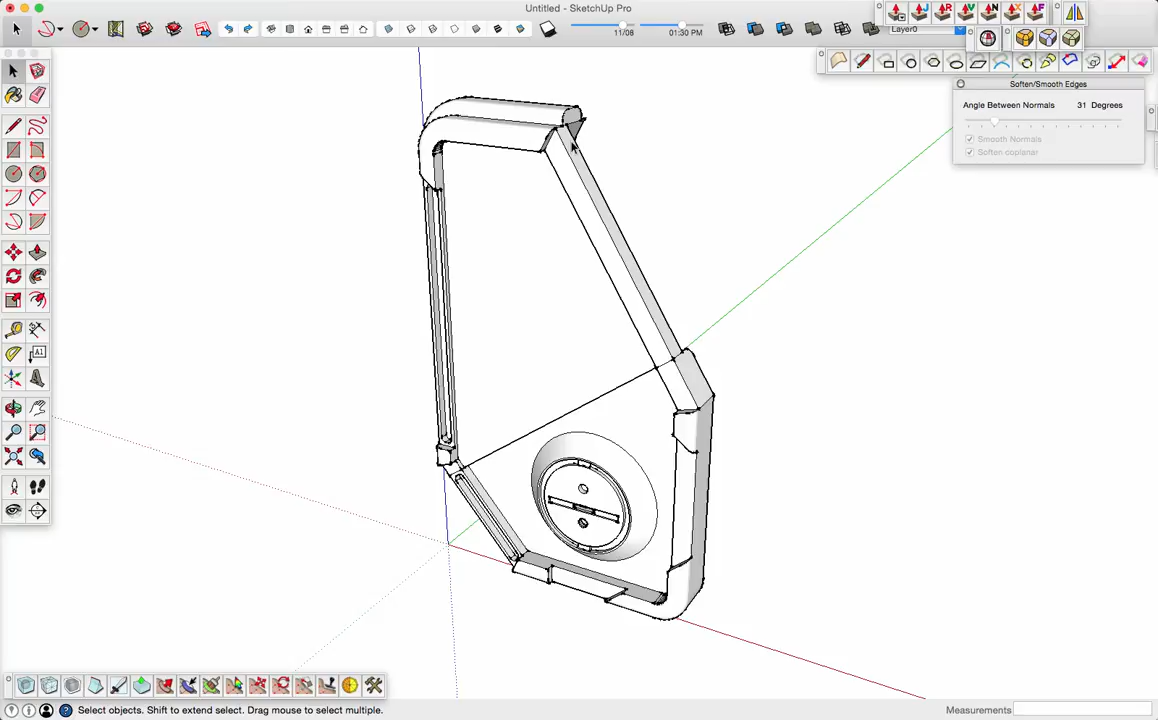 Untitled - SketchUp Pro
11/08
01:30 PM
Layer0
J
R
V
N
X
F
Soften/Smooth Edges
Angle Between Normals 31 Degrees
Smooth Normals
Soften coplanar
A1
Select objects. Shift to extend select. Drag mouse to select multiple.
Measurements